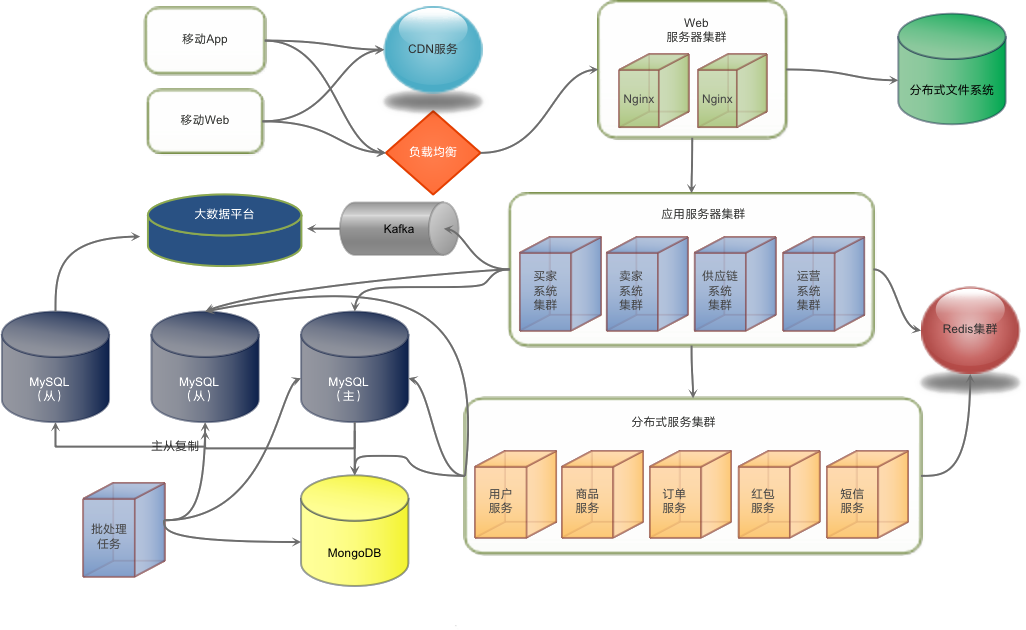 移动App
CDN服务
Web
服务器集群
Nginx
Nginx
分布式文件系统
移动Web
负载均衡
大数据平台
Kafka
应用服务器集群
买家
系统
集群
卖家
系统
集群
供应链
系统
集群
运营
系统
集群
Redis集群
MySQL
（从）
MySQL
（从）
MySQL
（主）
主从复制
分布式服务集群
用户
服务
商品
服务
订单
服务
红包
服务
短信
服务
批处理
任务
MongoDB